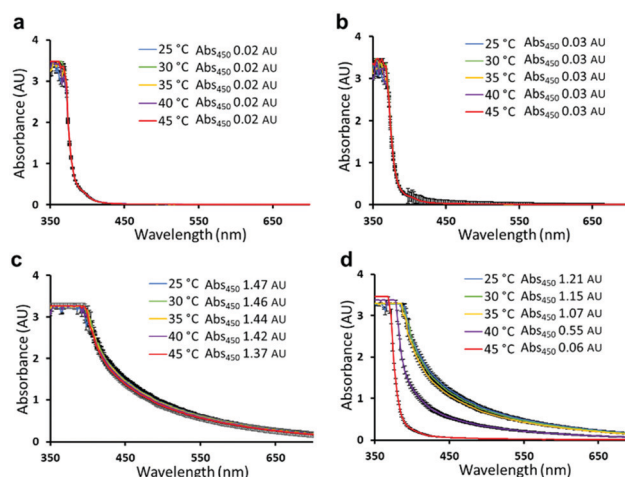 a
4
3
2
1
0
Absorbance (AU)
350 450 550 650
Wavelength (nm)
25 °C Abs450 0.02 AU
30 °C Abs450 0.02 AU
35 °C Abs450 0.02 AU
40 °C Abs450 0.02 AU
45 °C Abs450 0.02 AU
b
4
3
2
1
0
Absorbance (AU)
350 450 550 650
Wavelength (nm)
25 °C Abs450 0.03 AU
30 °C Abs450 0.03 AU
35 °C Abs450 0.03 AU
40 °C Abs450 0.03 AU
45 °C Abs450 0.03 AU
c
4
3
2
1
0
Absorbance (AU)
350 450 550 650
Wavelength (nm)
25 °C Abs450 1.47 AU
30 °C Abs450 1.46 AU
35 °C Abs450 1.44 AU
40 °C Abs450 1.42 AU
45 °C Abs450 1.37 AU
d
4
3
2
1
0
Absorbance (AU)
350 450 550 650
Wavelength (nm)
25 °C Abs450 1.21 AU
30 °C Abs450 1.15 AU
35 °C Abs450 1.07 AU
40 °C Abs450 0.55 AU
45 °C Abs450 0.06 AU